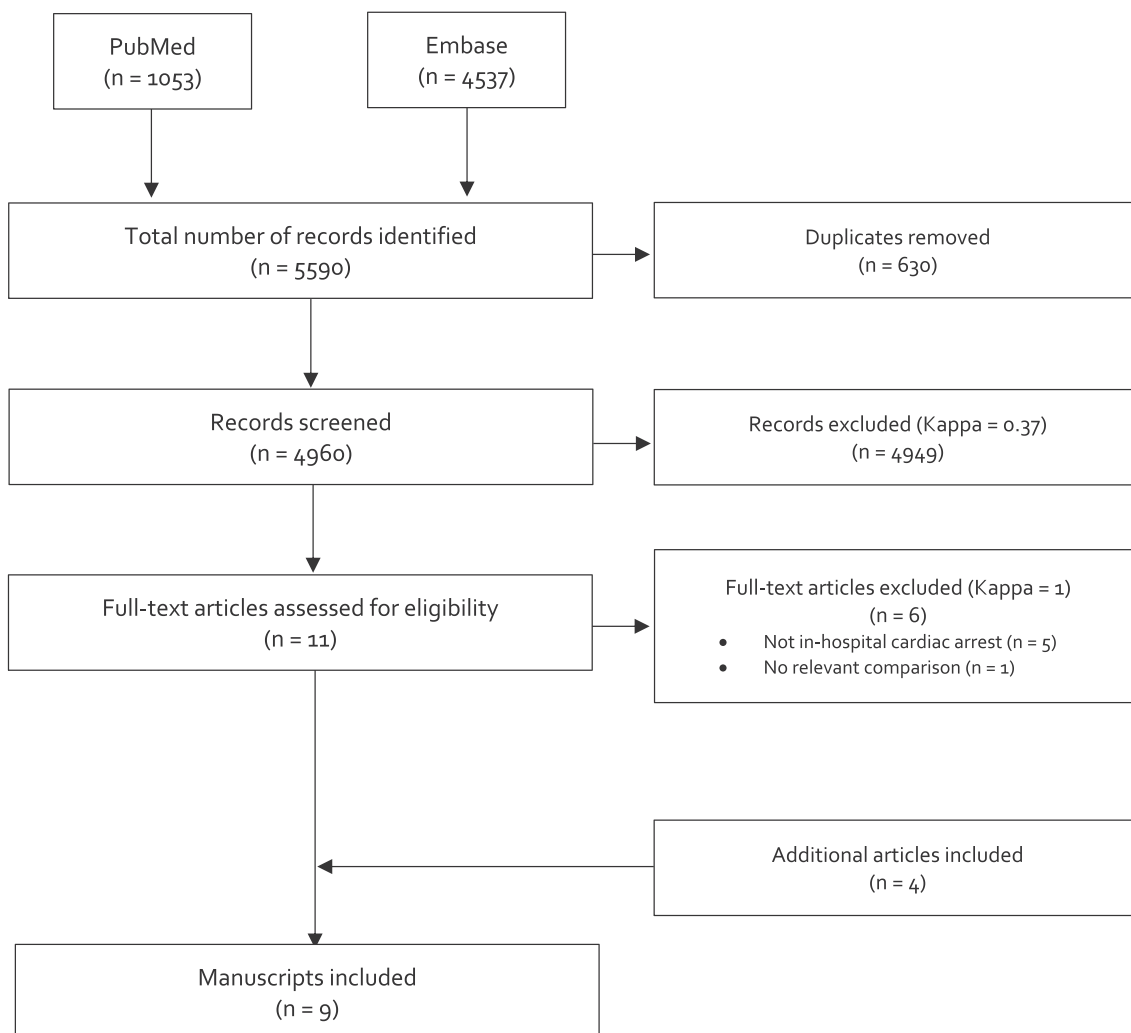 PubMed
(n = 1053)
Embase
(n = 4537)
Total number of records identified
(n = 5590)
Duplicates removed
(n = 630)
Records screened
(n = 4960)
Records excluded (Kappa = 0.37)
(n = 4949)
Full-text articles assessed for eligibility
(n = 11)
Full-text articles excluded (Kappa = 1)
(n = 6)
• Not in-hospital cardiac arrest (n = 5)
• No relevant comparison (n = 1)
Additional articles included
(n = 4)
Manuscripts included
(n = 9)